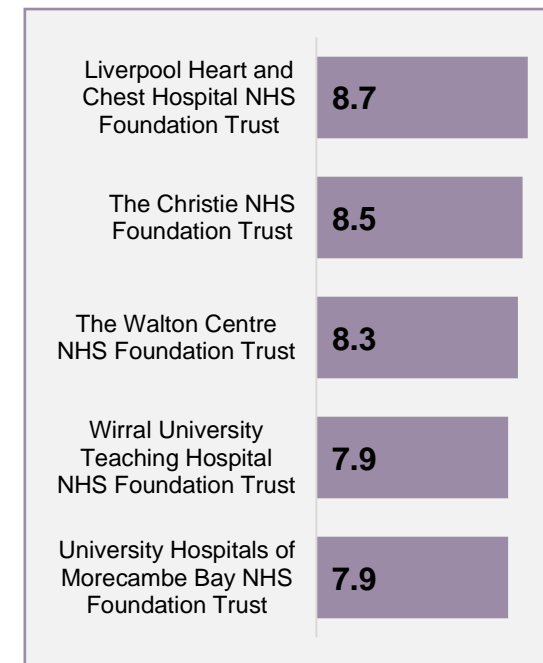 Liverpool Heart and
Chest Hospital NHS
Foundation Trust
8.7
The Christie NHS
Foundation Trust
8.5
The Walton Centre
NHS Foundation Trust
8.3
Wirral University
Teaching Hospital
NHS Foundation Trust
7.9
University Hospitals of
Morecambe Bay NHS
Foundation Trust
7.9